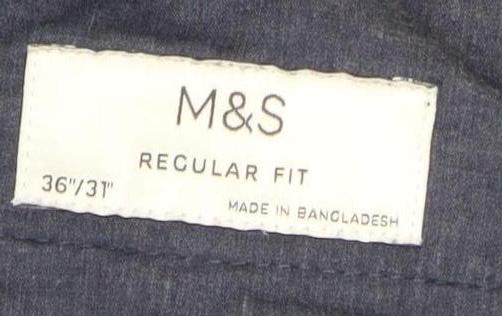 M&S
REGULAR FIT
36"/31"
MADE IN BANGLADESH